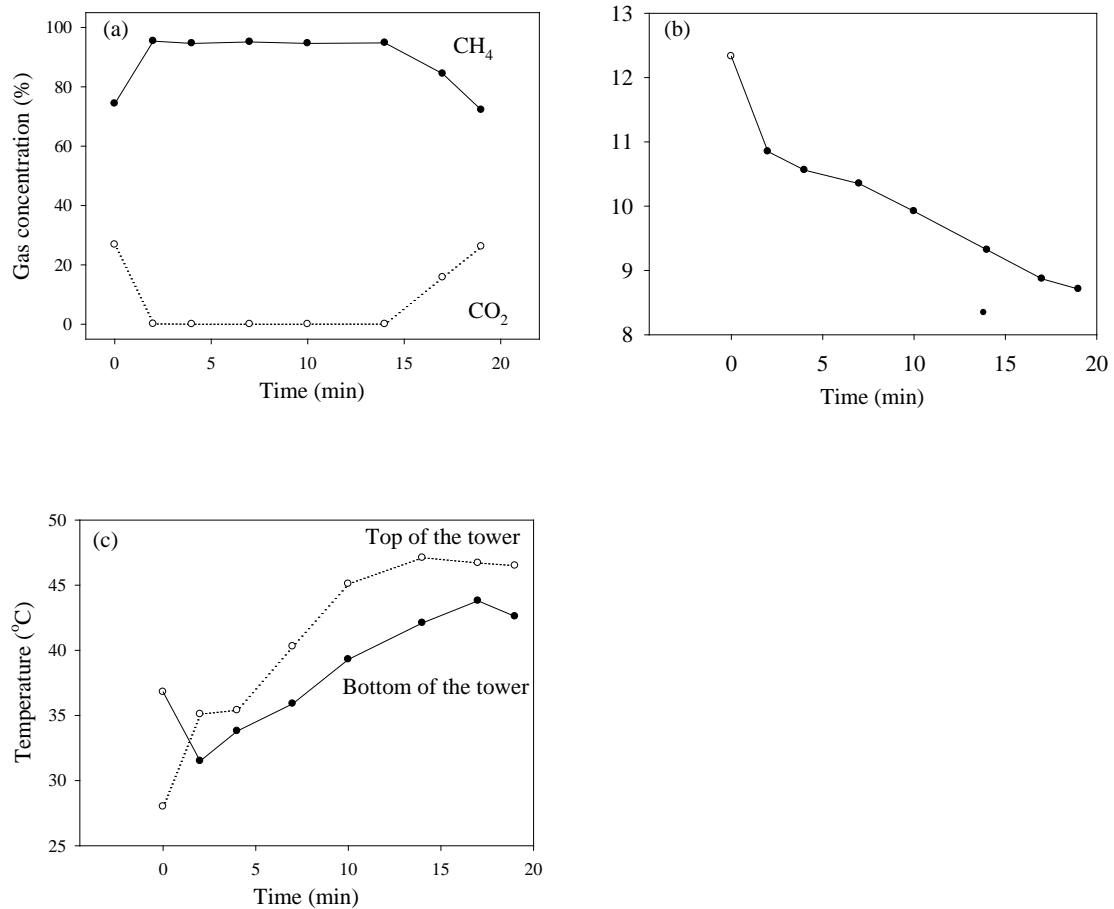 (a)
CH4
CO2
Gas concentration (%)
100
80
60
40
20
0
0 5 10 15 20
Time (min)
(b)
13
12
11
10
9
8
0 5 10 15 20
Time (min)
(c)
Top of the tower
Bottom of the tower
Temperature (oC)
50
45
40
35
30
25
0 5 10 15 20
Time (min)